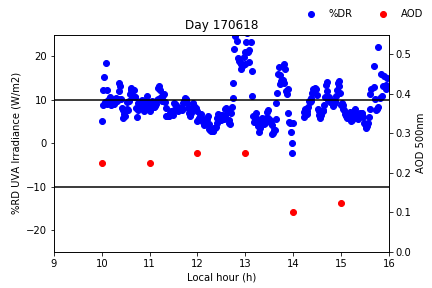 %DR AOD
Day 170618
20
10
0
−10
−20
%RD UVA Irradiance (W/m2)
0.5
0.4
0.3
0.2
0.1
0.0
AOD 500nm
9 10 11 12 13 14 15 16
Local hour (h)